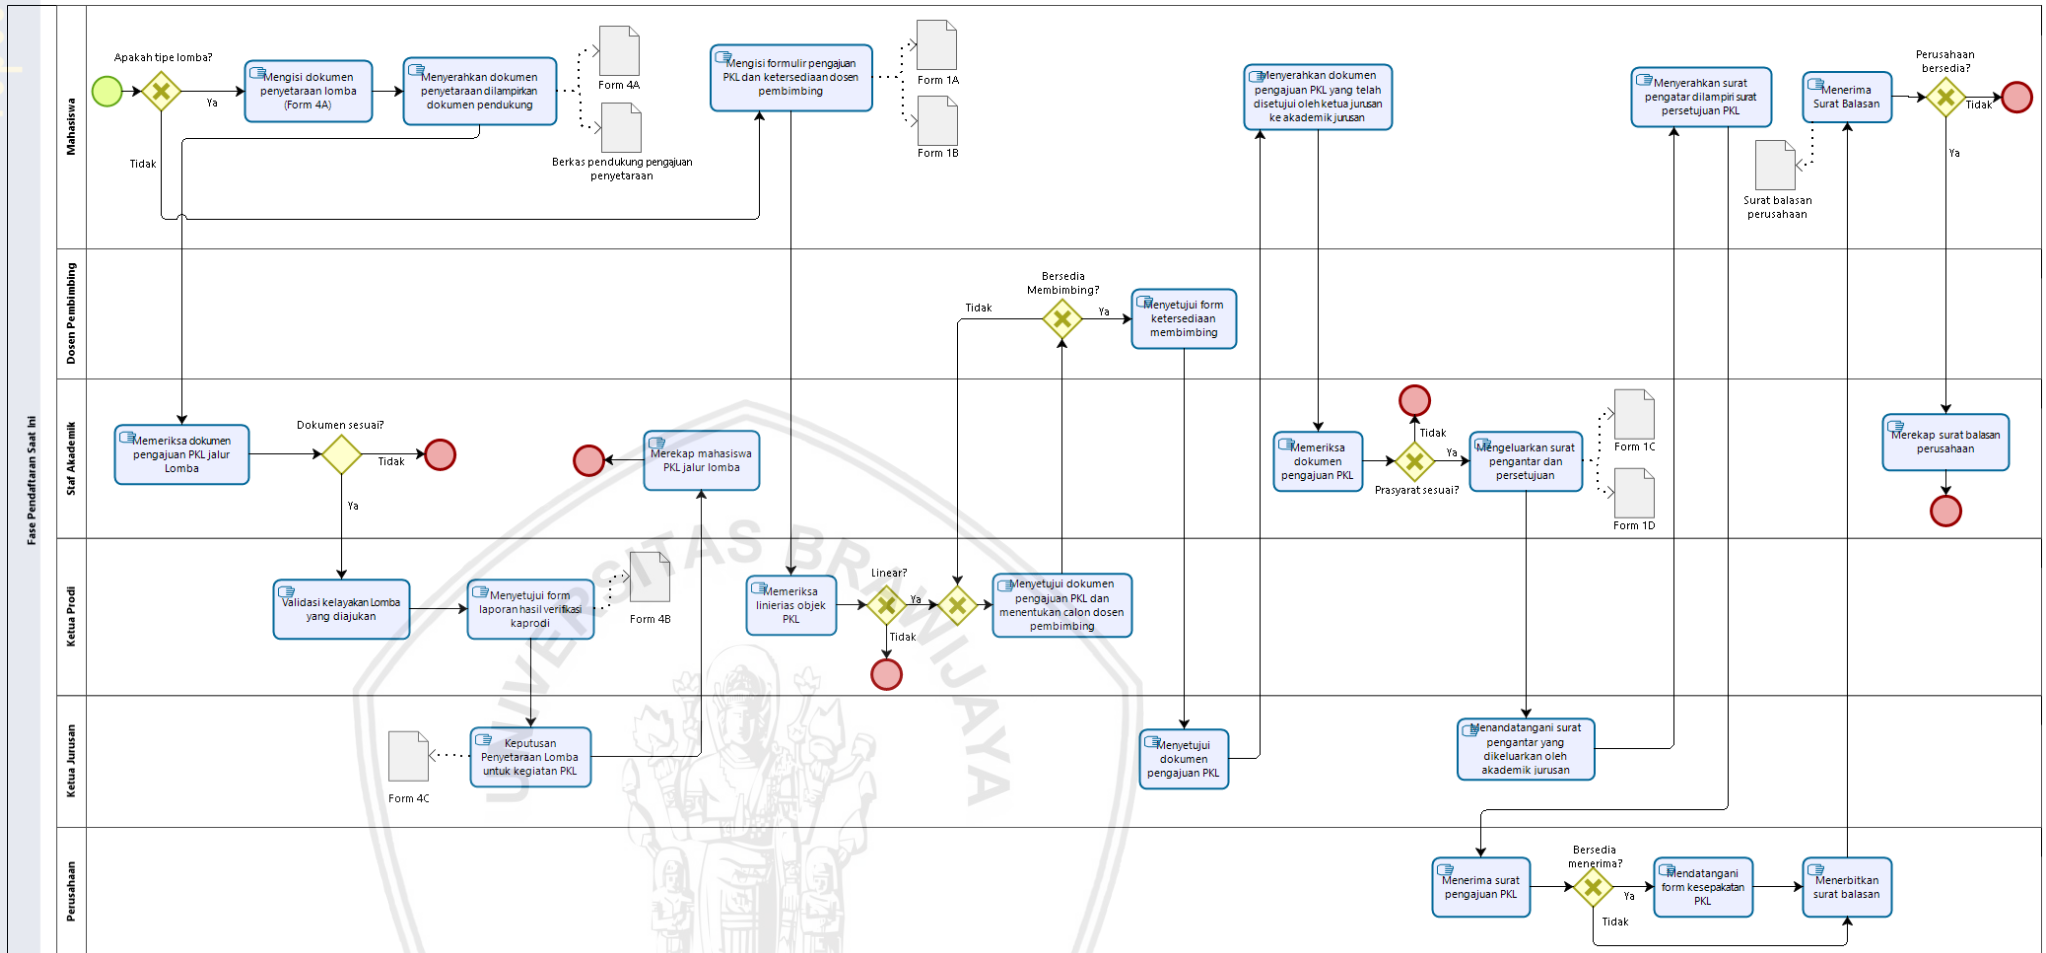 Fase Pendaftaran Saat Ini
Mahasiswa
Apakah tipe lomba?
Ya
Tidak
Mengisi dokumen
penyetaraan lomba
(Form 4A)
Menyerahkan dokumen
penyetaraan dilampirkan
dokumen pendukung
Form 4A
Berkas pendukung pengajuan
penyetaraan
Mengisi formulir pengajuan
PKL dan ketersediaan dosen
pembimbing
Form 1A
Form 1B
Menyerahkan dokumen
pengajuan PKL yang telah
disetujui oleh ketua jurusan
ke akademik jurusan
Menyerahkan surat
pengatar dilampiri surat
persetujuan PKL
Menerima
Surat Balasan
Surat balasan
perusahaan
Perusahaan
bersedia?
Tidak
Ya
Dosen Pembimbing
Bersedia
Membimbing?
Tidak
Ya
Menyetujui form
ketersediaan
membimbing
Staf Akademik
Memeriksa dokumen
pengajuan PKL jalur
Lomba
Dokumen sesuai?
Tidak
Ya
Merekap mahasiswa
PKL jalur lomba
Memeriksa
dokumen
pengajuan PKL
Tidak
Ya
Prasyarat sesuai?
Mengeluarkan surat
pengantar dan
persetujuan
Form 1C
Form 1D
Merekap surat balasan
perusahaan
Ketua Prodi
Validasi kelayakan Lomba
yang diajukan
Menyetujui form
laporan hasil verifikasi
kaprodi
Form 4B
Memeriksa
linierias objek
PKL
Linear?
Ya
Tidak
Menyetujui dokumen
pengajuan PKL dan
menentukan calon dosen
pembimbing
Ketua Jurusan
Form 4C
Keputusan
Penyetaraan Lomba
untuk kegiatan PKL
Menyetujui
dokumen
pengajuan PKL
Menandatangani surat
pengantar yang
dikeluarkan oleh
akademik jurusan
Perusahaan
Menerima surat
pengajuan PKL
Bersedia
menerima?
Ya
Tidak
Mendatangani
form kesepakatan
PKL
Menerbitkan
surat balasan
UNIVERSITAS BRAWIJAYA